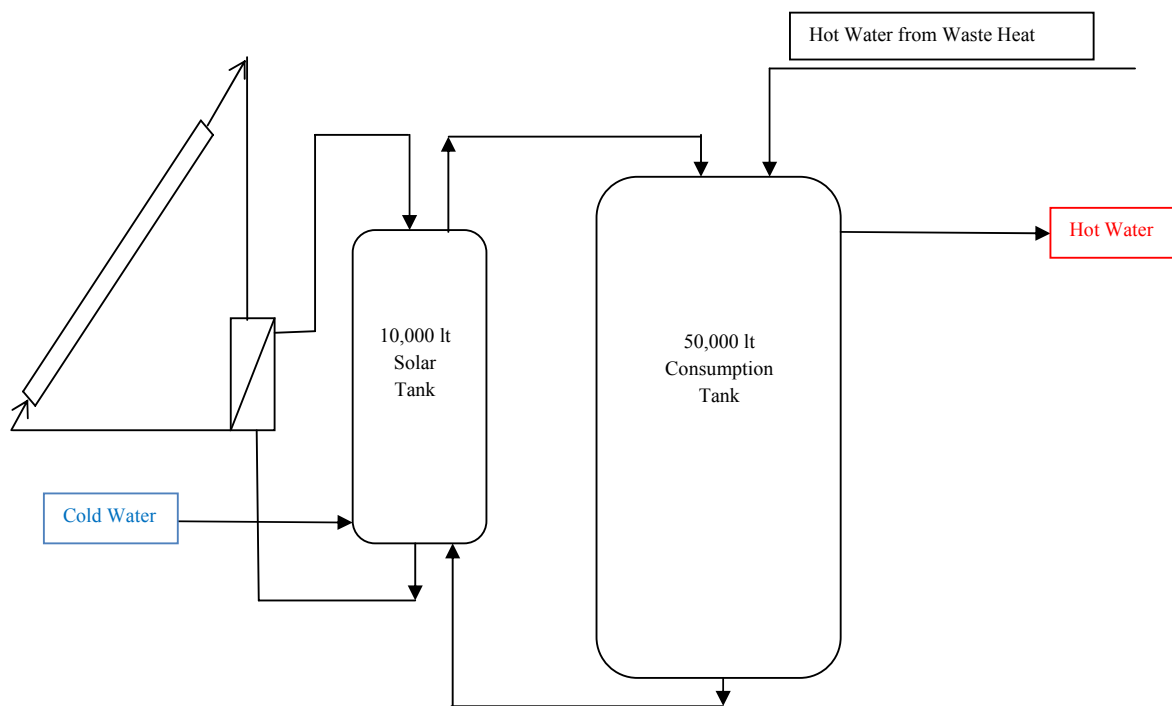 Hot Water from Waste Heat
Hot Water
10,000 lt
Solar
Tank
50,000 lt
Consumption
Tank
Cold Water